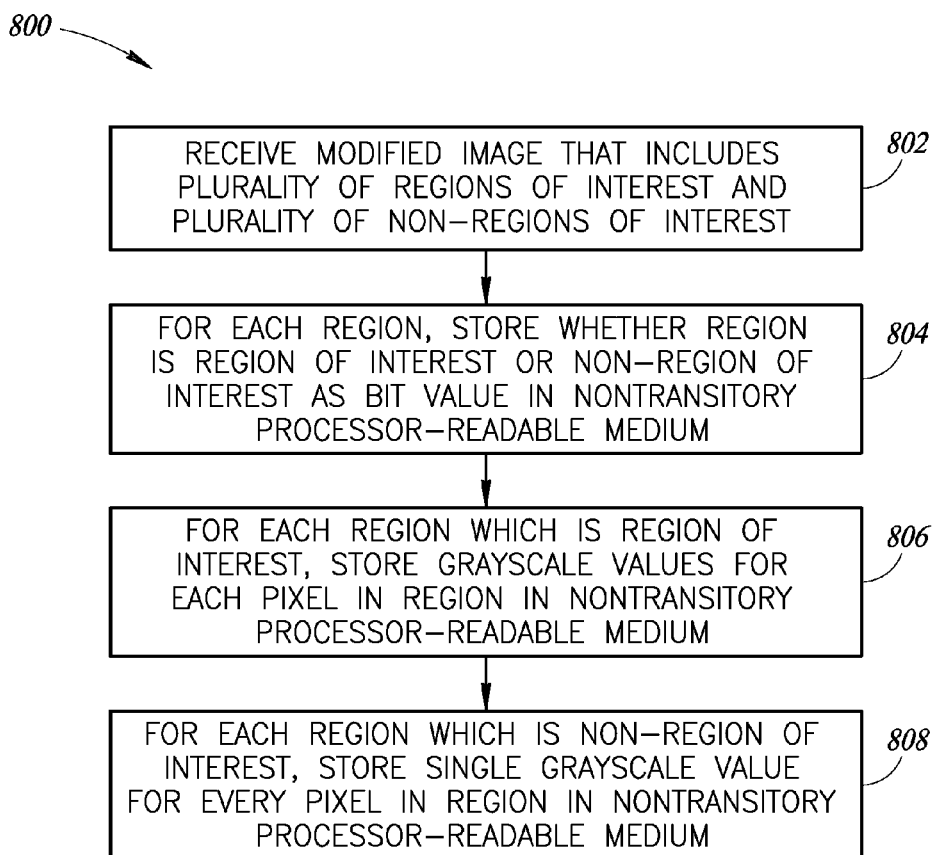 800
RECEIVE MODIFIED IMAGE THAT INCLUDES
PLURALITY OF REGIONS OF INTEREST AND
PLURALITY OF NON–REGIONS OF INTEREST
802
FOR EACH REGION, STORE WHETHER REGION
IS REGION OF INTEREST OR NON–REGION OF
INTEREST AS BIT VALUE IN NONTRANSITORY
PROCESSOR–READABLE MEDIUM
804
FOR EACH REGION WHICH IS REGION OF
INTEREST, STORE GRAYSCALE VALUES FOR
EACH PIXEL IN REGION IN NONTRANSITORY
PROCESSOR–READABLE MEDIUM
806
FOR EACH REGION WHICH IS NON–REGION OF
INTEREST, STORE SINGLE GRAYSCALE VALUE
FOR EVERY PIXEL IN REGION IN NONTRANSITORY
PROCESSOR–READABLE MEDIUM
808